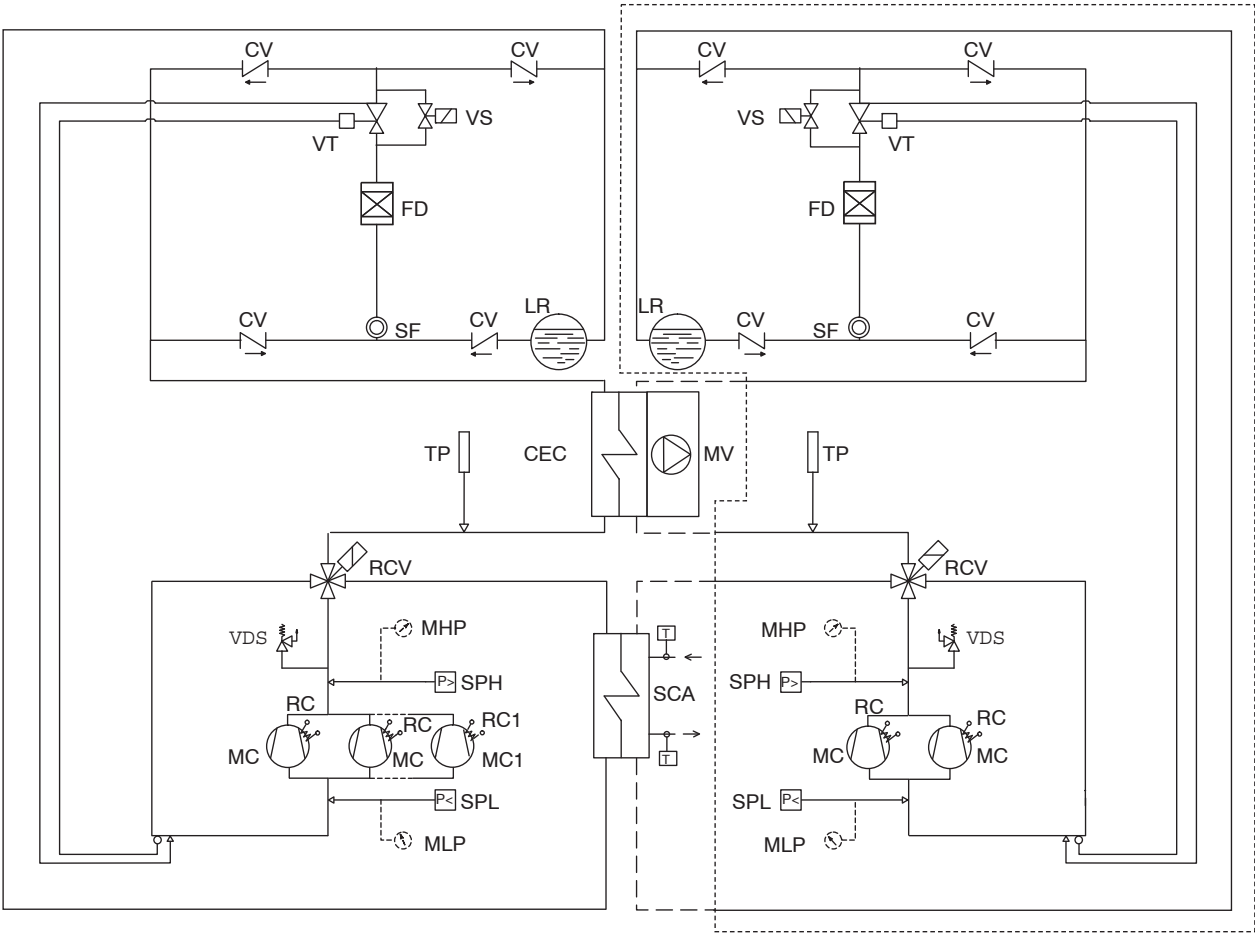 CV
CV
CV
CV
VS
VT
VS
VT
FD
FD
LR
LR
CV
SF
CV
CV
SF
CV
TP
CEC
MV
TP
RCV
RCV
T
VDS
MHP
MHP
VDS
P>
SPH
SCA
SPH
P>
RC
RC
RC1
RC
RC
MC
MC
MC1
T
MC
MC
P<
SPL
SPL
P<
MLP
MLP